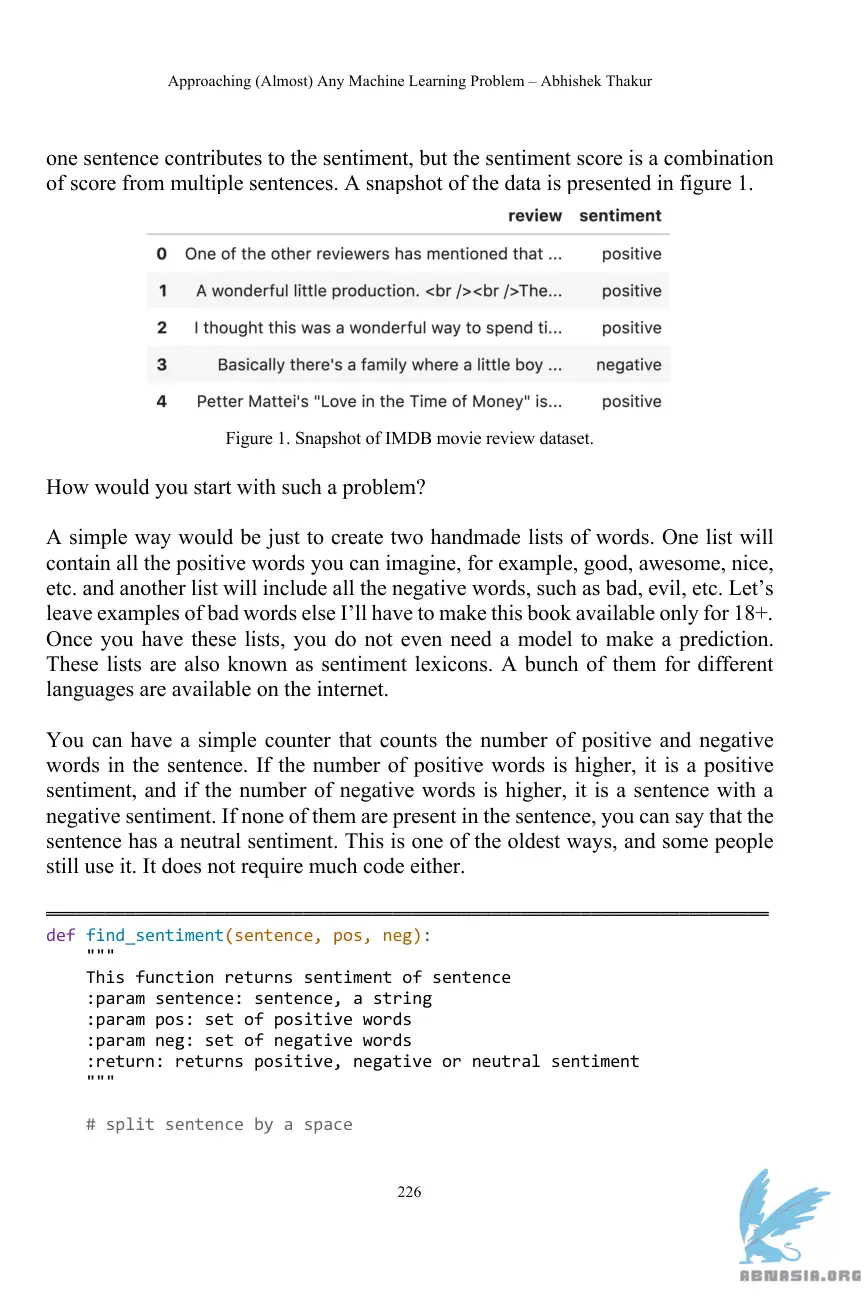 Approaching (Almost) Any Machine Learning Problem – Abhishek Thakur
one sentence contributes to the sentiment, but the sentiment score is a combination
of score from multiple sentences. A snapshot of the data is presented in figure 1.
review sentiment
0 One of the other reviewers has mentioned that ... positive
1 A wonderful little production. <br /><br />The... positive
2 I thought this was a wonderful way to spend ti... positive
3 Basically there's a family where a little boy ... negative
4 Petter Mattei's "Love in the Time of Money" is... positive
Figure 1. Snapshot of IMDB movie review dataset.
How would you start with such a problem?
A simple way would be just to create two handmade lists of words. One list will
contain all the positive words you can imagine, for example, good, awesome, nice,
etc. and another list will include all the negative words, such as bad, evil, etc. Let’s
leave examples of bad words else I’ll have to make this book available only for 18+.
Once you have these lists, you do not even need a model to make a prediction.
These lists are also known as sentiment lexicons. A bunch of them for different
languages are available on the internet.
You can have a simple counter that counts the number of positive and negative
words in the sentence. If the number of positive words is higher, it is a positive
sentiment, and if the number of negative words is higher, it is a sentence with a
negative sentiment. If none of them are present in the sentence, you can say that the
sentence has a neutral sentiment. This is one of the oldest ways, and some people
still use it. It does not require much code either.
def find_sentiment(sentence, pos, neg):
"""
This function returns sentiment of sentence
:param sentence: sentence, a string
:param pos: set of positive words
:param neg: set of negative words
:return: returns positive, negative or neutral sentiment
"""
# split sentence by a space
226
ABNASIA.ORG